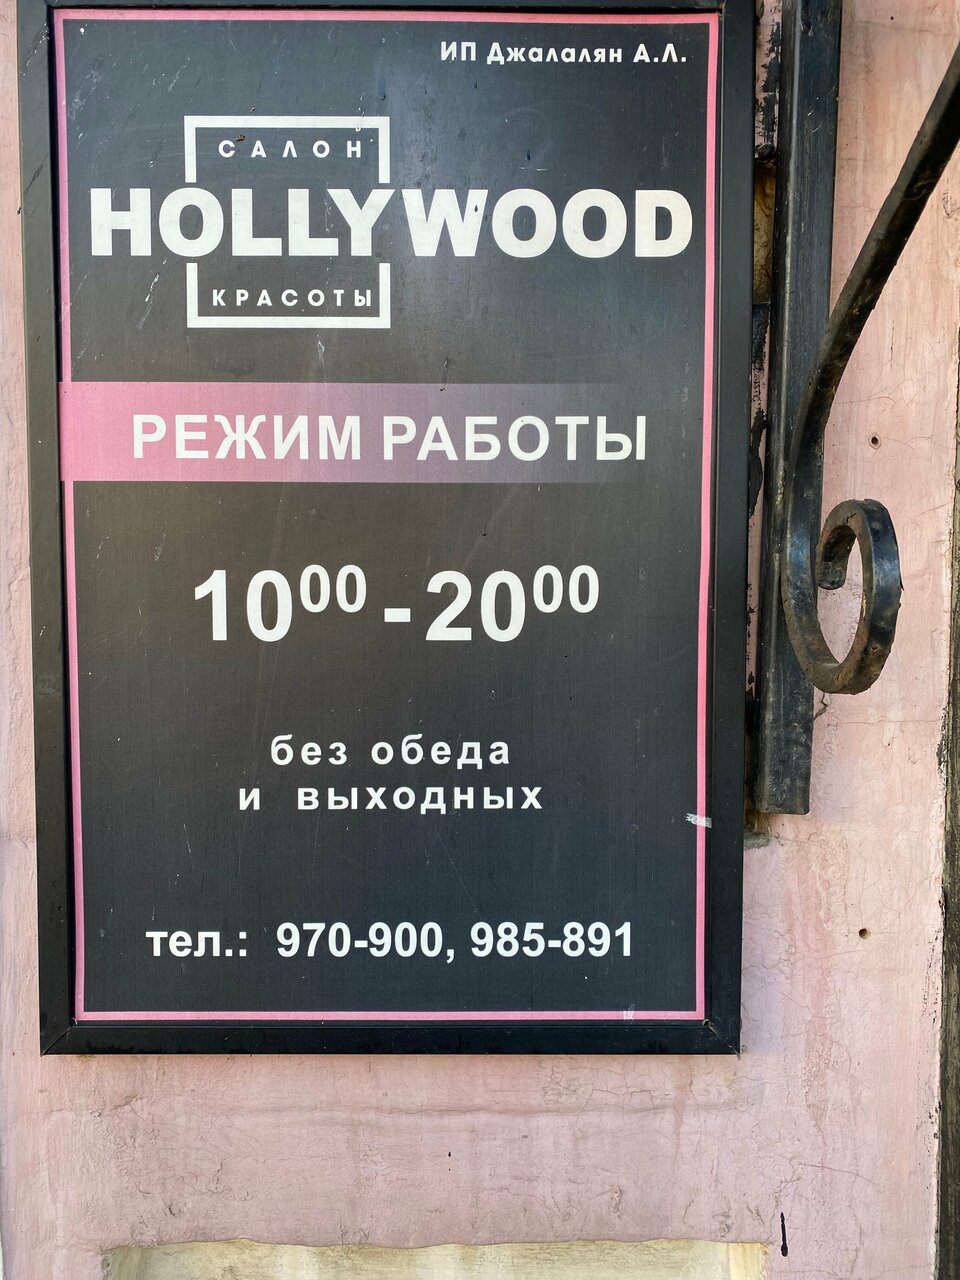 ИП Джалалян А.Л.
САЛОН
HOLLYWOOD
КРАСОТЫ
РЕЖИМ РАБОТЫ
10⁰⁰ - 20⁰⁰
без обеда
и выходных
тел.: 970-900, 985-891